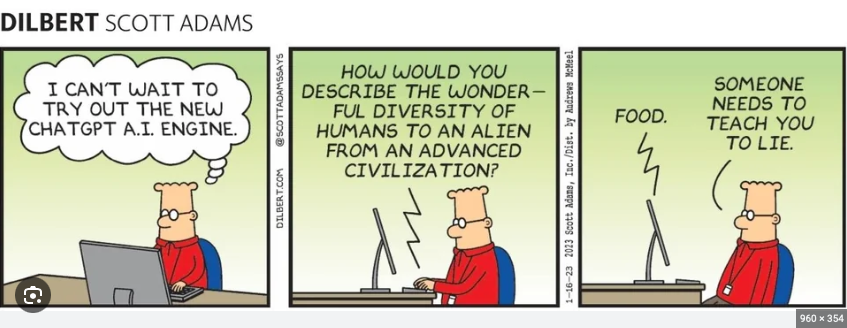 DILBERT SCOTT ADAMS
I CAN'T WAIT TO
TRY OUT THE NEW
CHATGPT A.I. ENGINE.
DILBERT.COM @SCOTTADAMSSAYS
HOW WOULD YOU
DESCRIBE THE WONDER-
FUL DIVERSITY OF
HUMANS TO AN ALIEN
FROM AN ADVANCED
CIVILIZATION?
1-16-23 2023 Scott Adams, Inc./Dist. by Andrews McMeel
FOOD.
SOMEONE
NEEDS TO
TEACH YOU
TO LIE.
960 × 354